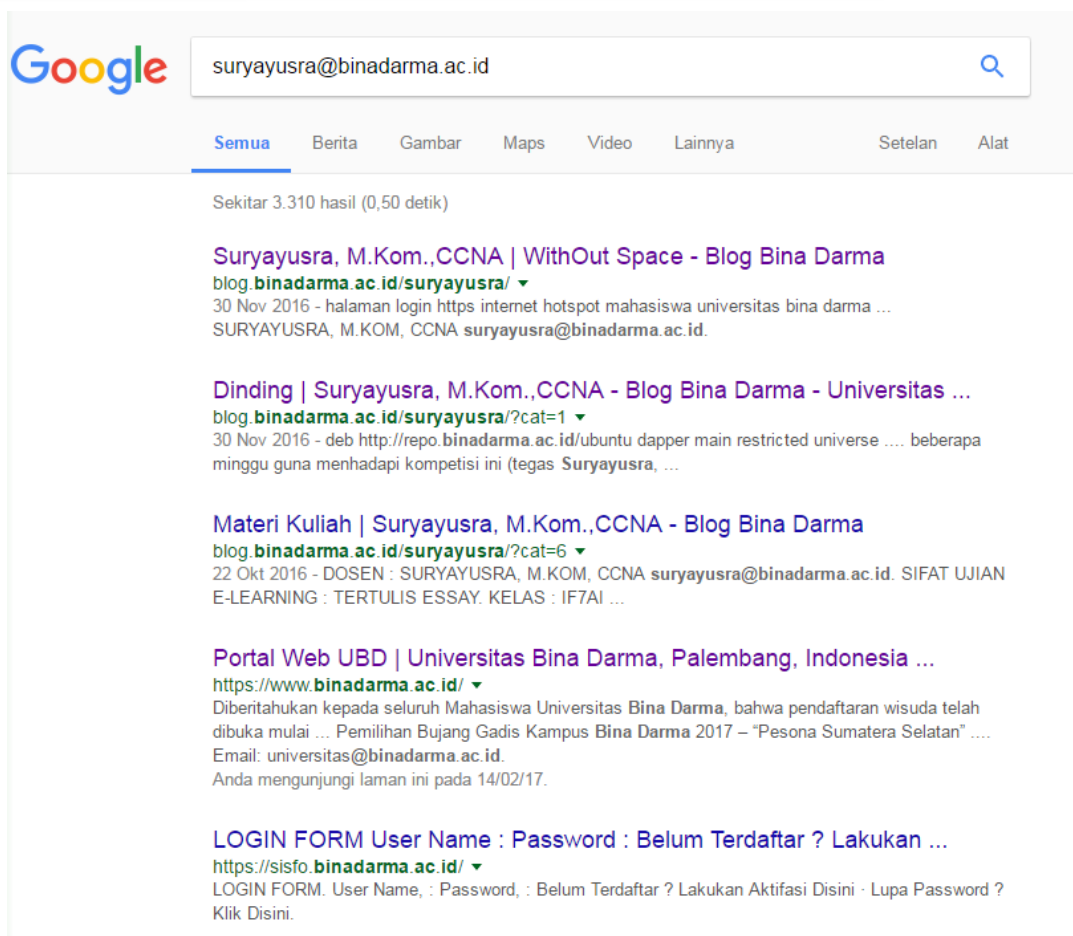 Google
suryayusra@binadarma.ac.id
Semua Berita Gambar Maps Video Lainnya Setelan Alat
Sekitar 3.310 hasil (0,50 detik)
Suryayusra, M.Kom.,CCNA | WithOut Space - Blog Bina Darma
blog.binadarma.ac.id/suryayusra/
30 Nov 2016 - halaman login https internet hotspot mahasiswa universitas bina darma ...
SURYAYUSRA, M.KOM, CCNA suryayusra@binadarma.ac.id.
Dinding | Suryayusra, M.Kom.,CCNA - Blog Bina Darma - Universitas ...
blog.binadarma.ac.id/suryayusra/?cat=1
30 Nov 2016 - deb http://repo.binadarma.ac.id/ubuntu dapper main restricted universe .... beberapa
minggu guna menhadapi kompetisi ini (tegas Suryayusra, ...
Materi Kuliah | Suryayusra, M.Kom.,CCNA - Blog Bina Darma
blog.binadarma.ac.id/suryayusra/?cat=6
22 Okt 2016 - DOSEN : SURYAYUSRA, M.KOM, CCNA suryayusra@binadarma.ac.id. SIFAT UJIAN
E-LEARNING : TERTULIS ESSAY. KELAS : IF7AI ...
Portal Web UBD | Universitas Bina Darma, Palembang, Indonesia ...
https://www.binadarma.ac.id/
Diberitahukan kepada seluruh Mahasiswa Universitas Bina Darma, bahwa pendaftaran wisuda telah
dibuka mulai ... Pemilihan Bujang Gadis Kampus Bina Darma 2017 – “Pesona Sumatera Selatan” ....
Email: universitas@binadarma.ac.id.
Anda mengunjungi laman ini pada 14/02/17.
LOGIN FORM User Name : Password : Belum Terdaftar ? Lakukan ...
https://sisfo.binadarma.ac.id/
LOGIN FORM. User Name, : Password, : Belum Terdaftar ? Lakukan Aktifasi Disini · Lupa Password ?
Klik Disini.